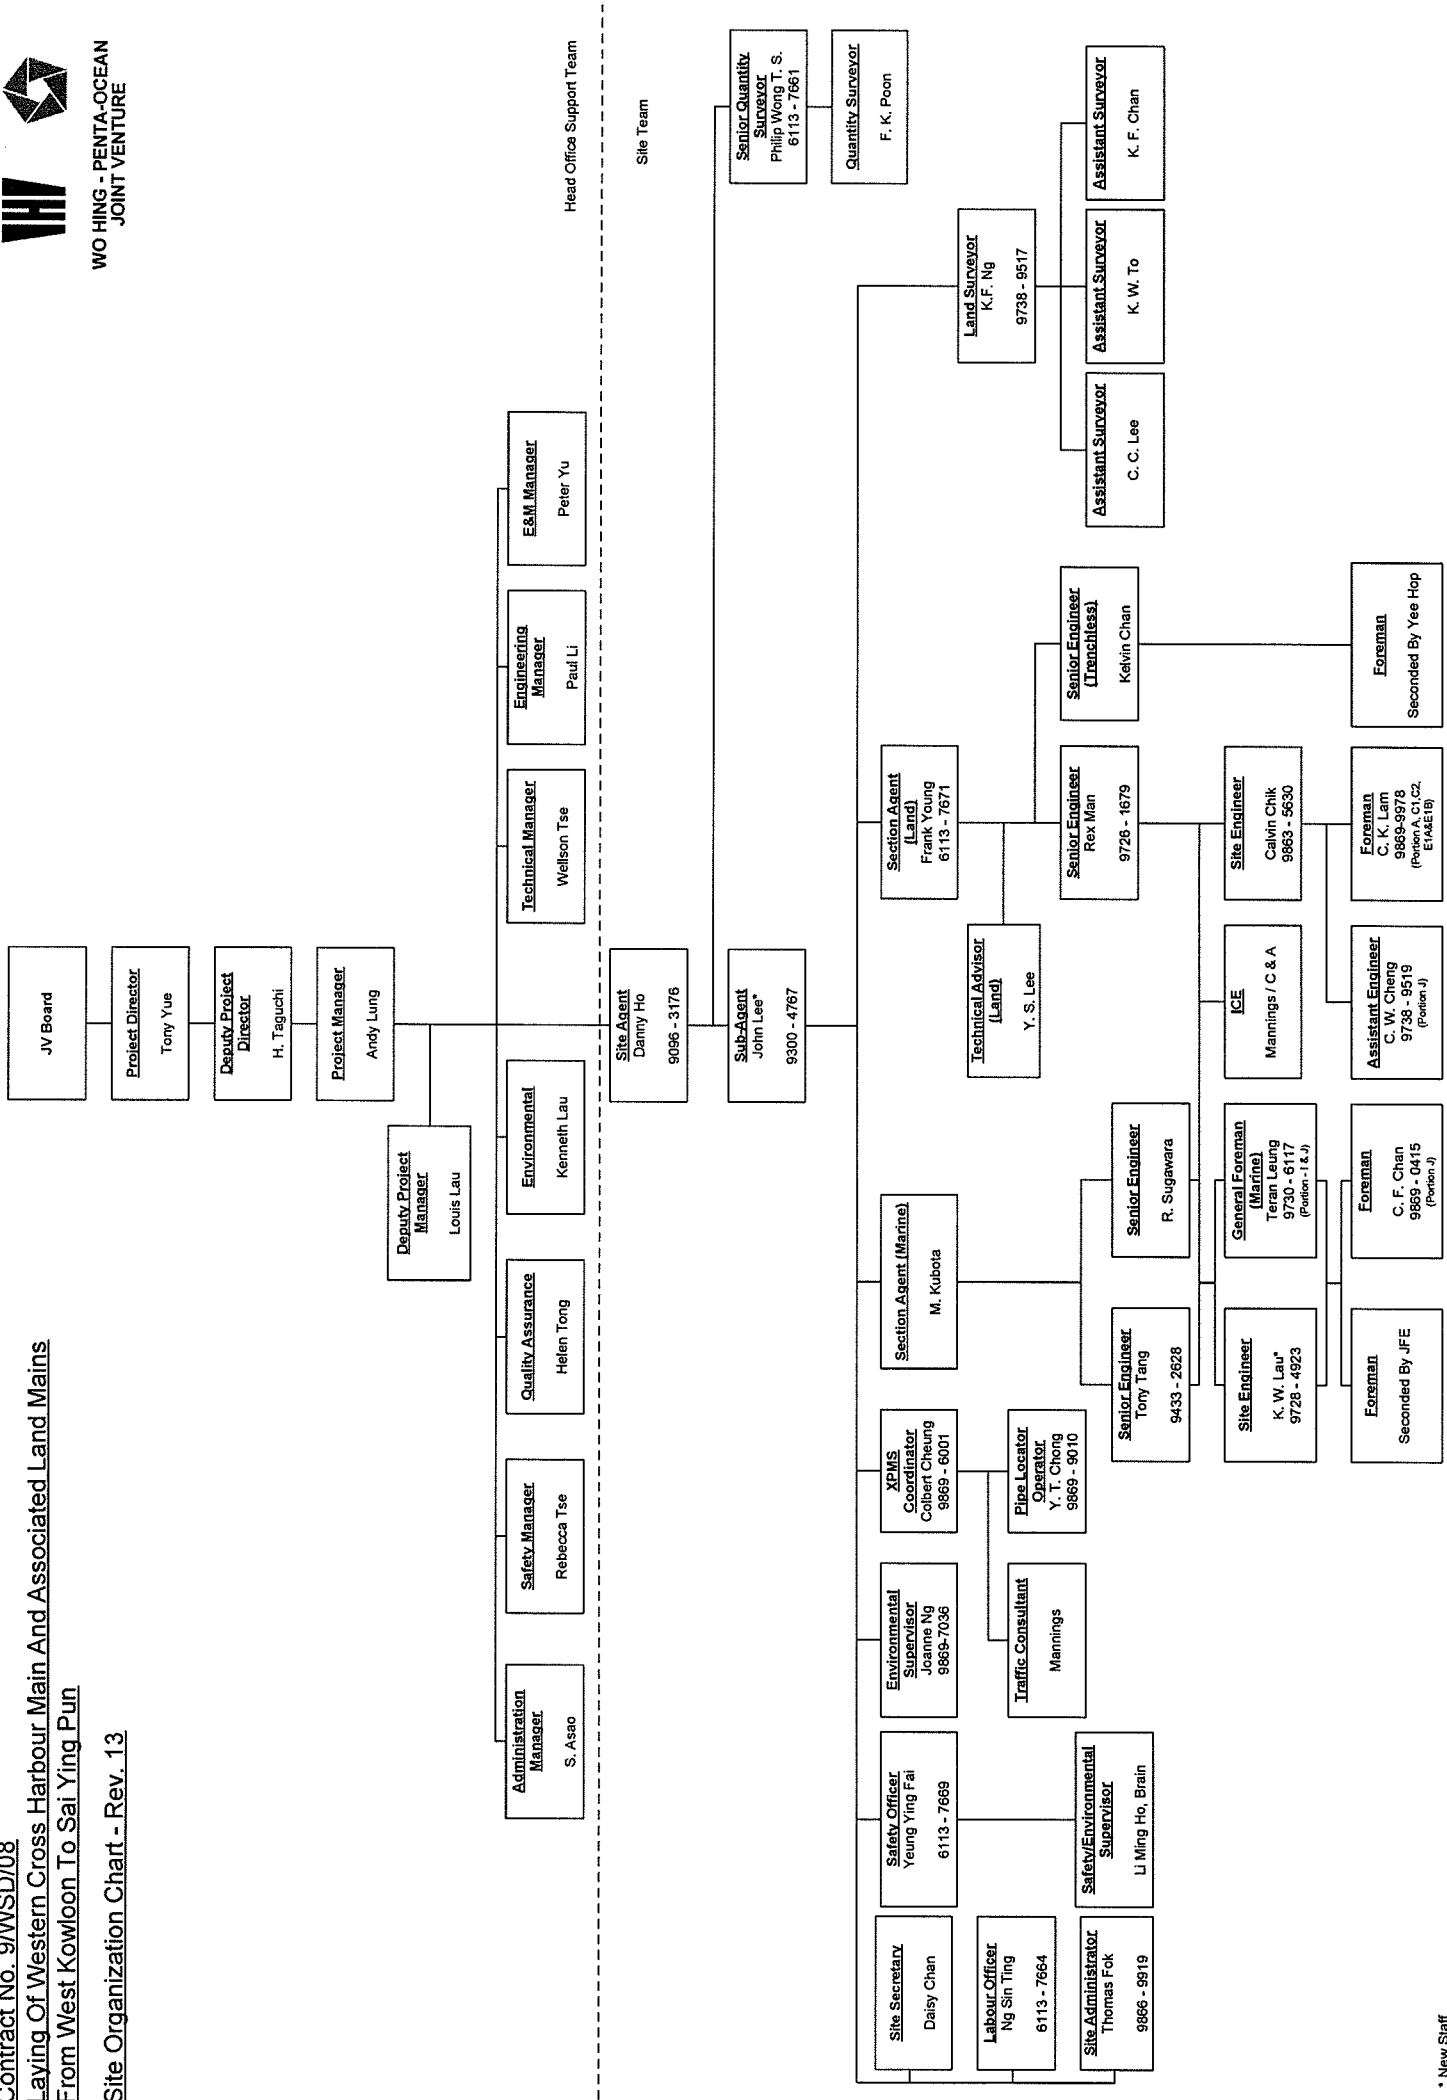 Contract No. 9/WSD/08
Laying Of Western Cross Harbour Main And Associated Land Mains
From West Kowloon To Sai Ying Pun
Site Organization Chart - Rev. 13
WO HING - PENTA-OCEAN
JOINT VENTURE
JV Board
Project Director
Tony Yue
Deputy Project
Director
H. Taguchi
Project Manager
Andy Lung
Deputy Project
Manager
Louis Lau
Administration
Manager
S. Asao
Safety Manager
Rebecca Tse
Quality Assurance
Helen Tong
Environmental
Kenneth Lau
Technical Manager
Wellson Tse
Engineering
Manager
Paul Li
E&M Manager
Peter Yu
Head Office Support Team
Site Team
Site Agent
Danny Ho
9096 - 3176
Sub-Agent
John Lee*
9300 - 4767
Senior Quantity
Surveyor
Philip Wong T. S.
6113 - 7661
Quantity Surveyor
F. K. Poon
Site Secretary
Daisy Chan
Labour Officer
Ng Sin Ting
6113 - 7664
Site Administrator
Thomas Fok
9866 - 9919
Safety Officer
Yeung Ying Fai
6113 - 7669
Safety/Environmental
Supervisor
Li Ming Ho, Brain
Environmental
Supervisor
Joanne Ng
9869-7036
XPMS
Coordinator
Colbert Cheung
9869 - 6001
Traffic Consultant
Mannings
Pipe Locator
Operator
Y. T. Chong
9869 - 9010
Section Agent (Marine)
M. Kubota
Senior Engineer
Tony Tang
9433 - 2628
Senior Engineer
R. Sugawara
Site Engineer
K. W. Lau*
9728 - 4923
General Foreman
(Marine)
Teran Leung
9730 - 6117
(Portion - I & J)
Foreman
Seconded By JFE
Foreman
C. F. Chan
9869 - 0415
(Portion J)
Section Agent
(Land)
Frank Young
6113 - 7671
Technical Advisor
(Land)
Y. S. Lee
Senior Engineer
Rex Man
9726 - 1679
Senior Engineer
(Trenchless)
Kelvin Chan
ICE
Mannings / C & A
Site Engineer
Calvin Chik
9863 - 5630
Assistant Engineer
C. W. Cheng
9738 - 9519
(Portion J)
Foreman
C. K. Lam
9869-9978
(Portion A, C1,C2,
E1A&E1B)
Foreman
Seconded By Yee Hop
Land Surveyor
K.F. Ng
9738 - 9517
Assistant Surveyor
C. C. Lee
Assistant Surveyor
K. W. To
Assistant Surveyor
K. F. Chan
* New Staff